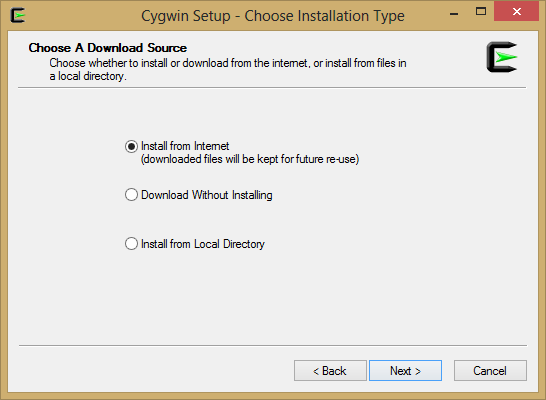 Cygwin Setup - Choose Installation Type
Choose A Download Source
Choose whether to install or download from the internet, or install from files in
a local directory.
Install from Internet
(downloaded files will be kept for future re-use)
Download Without Installing
Install from Local Directory
< Back
Next >
Cancel